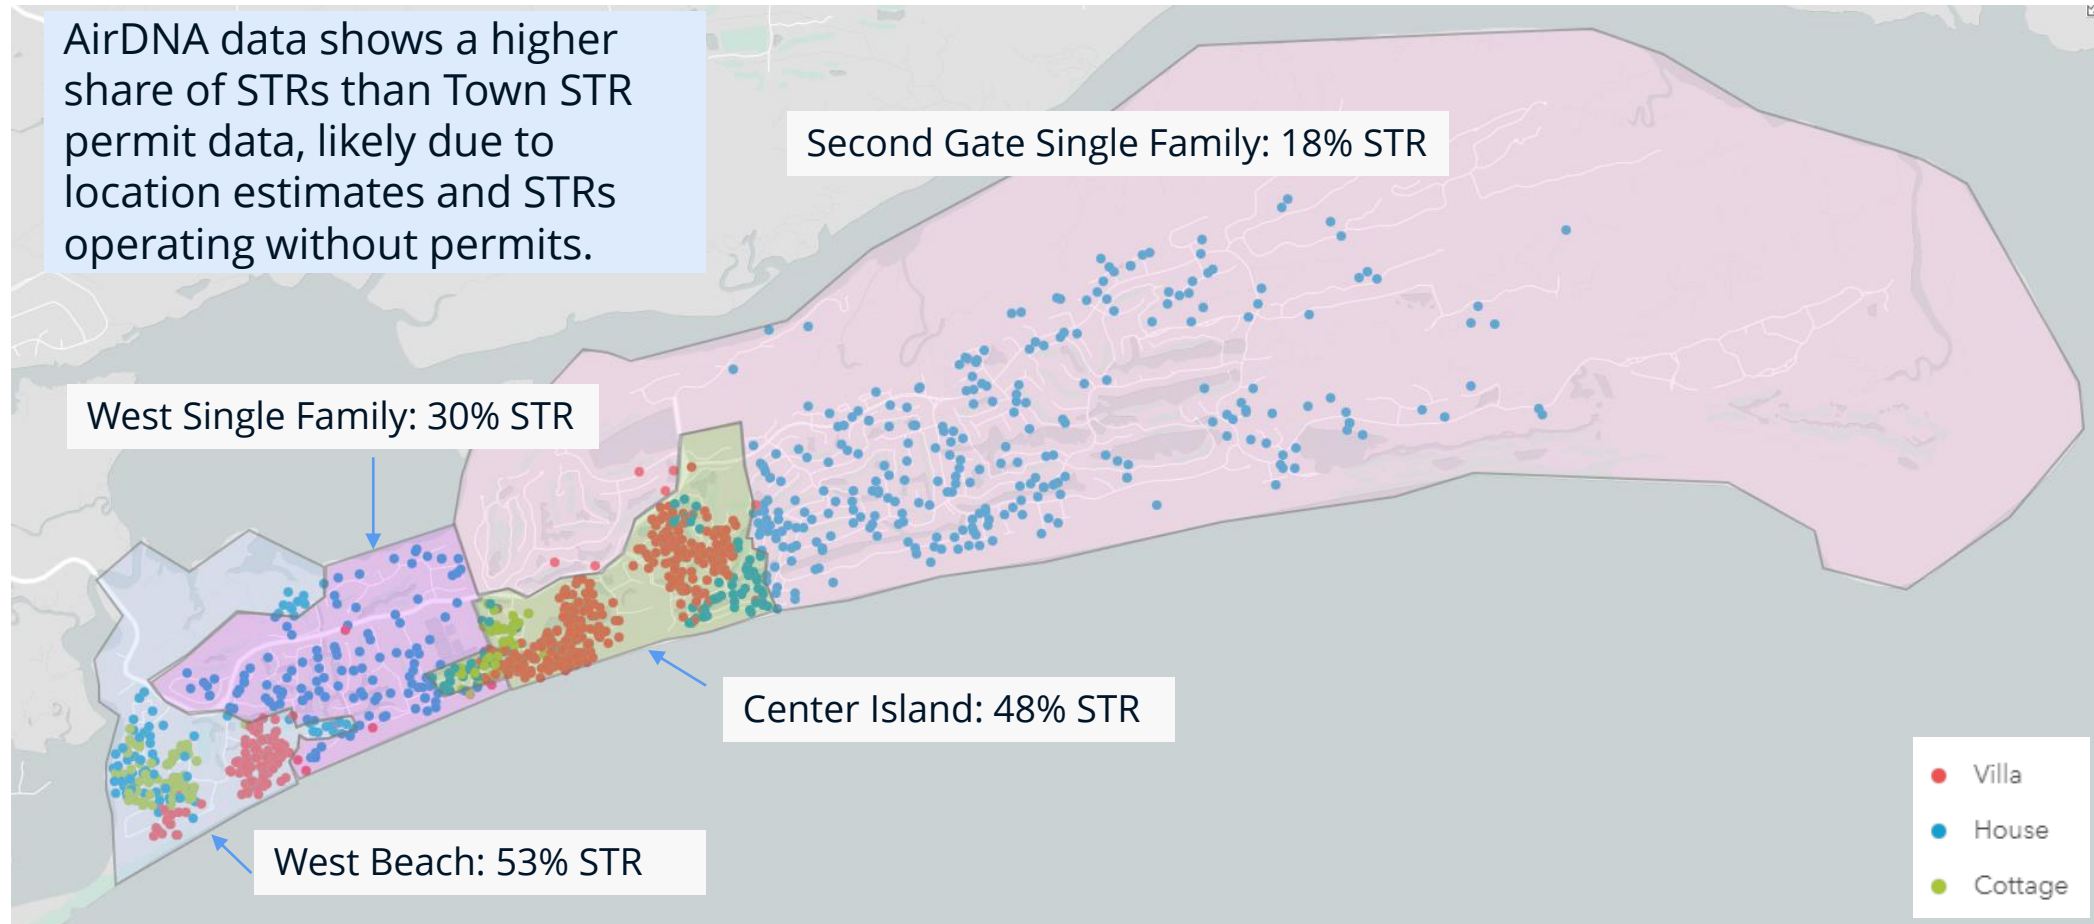 AirDNA data shows a higher
share of STRs than Town STR
permit data, likely due to
location estimates and STRs
operating without permits.
Second Gate Single Family: 18% STR
West Single Family: 30% STR
Center Island: 48% STR
West Beach: 53% STR
Villa
House
Cottage